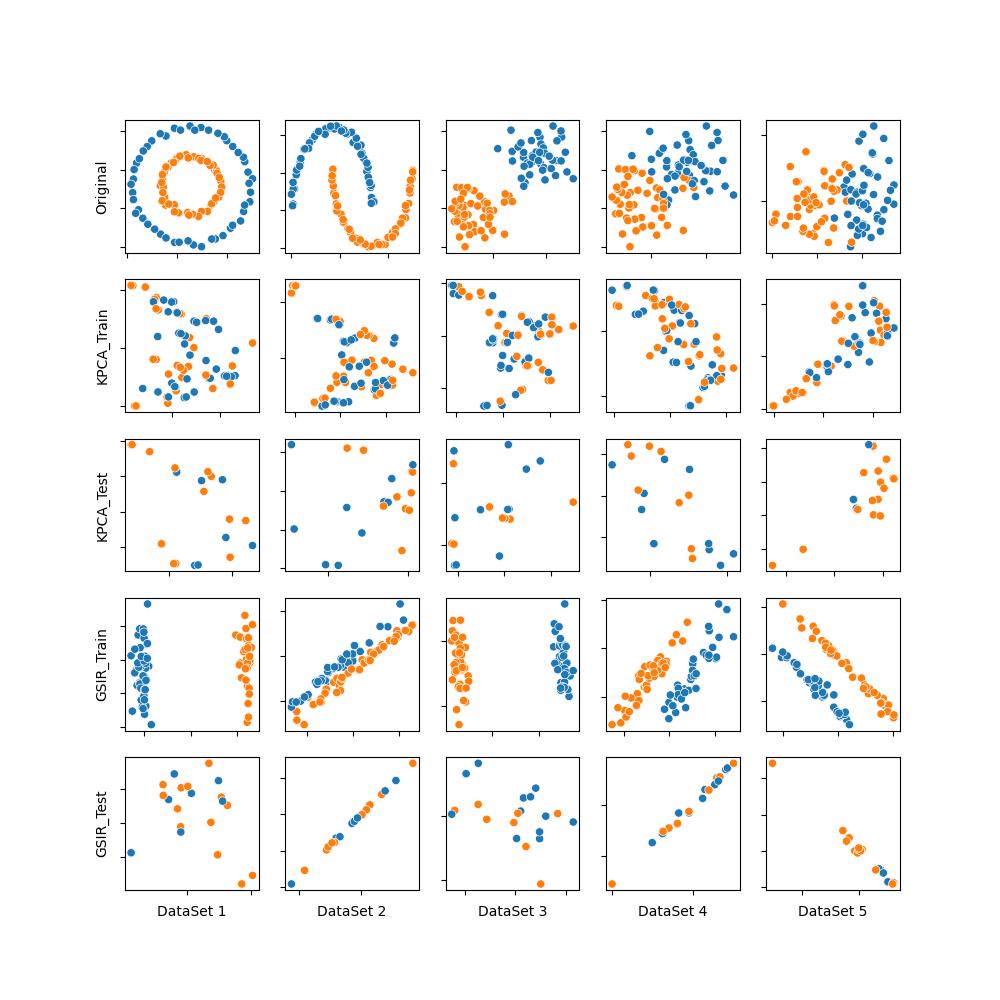 Original
KPCA_Train
KPCA_Test
GSIR_Train
GSIR_Test
DataSet 1
DataSet 2
DataSet 3
DataSet 4
DataSet 5